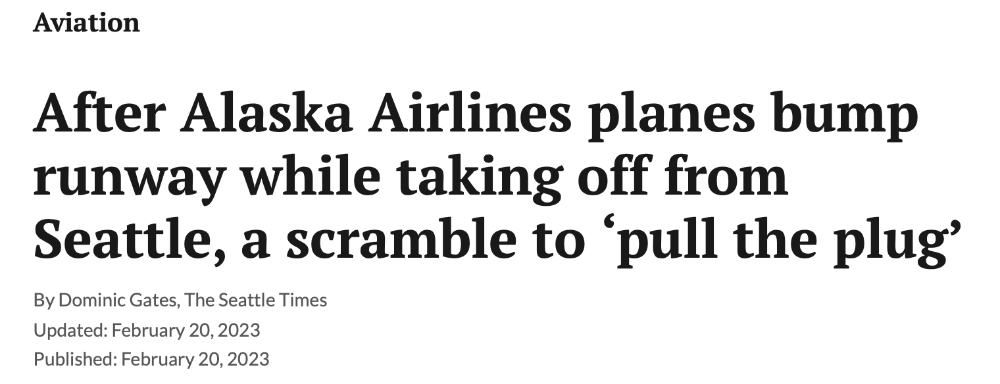 Aviation
After Alaska Airlines planes bump
runway while taking off from
Seattle, a scramble to ‘pull the plug’
By Dominic Gates, The Seattle Times
Updated: February 20, 2023
Published: February 20, 2023